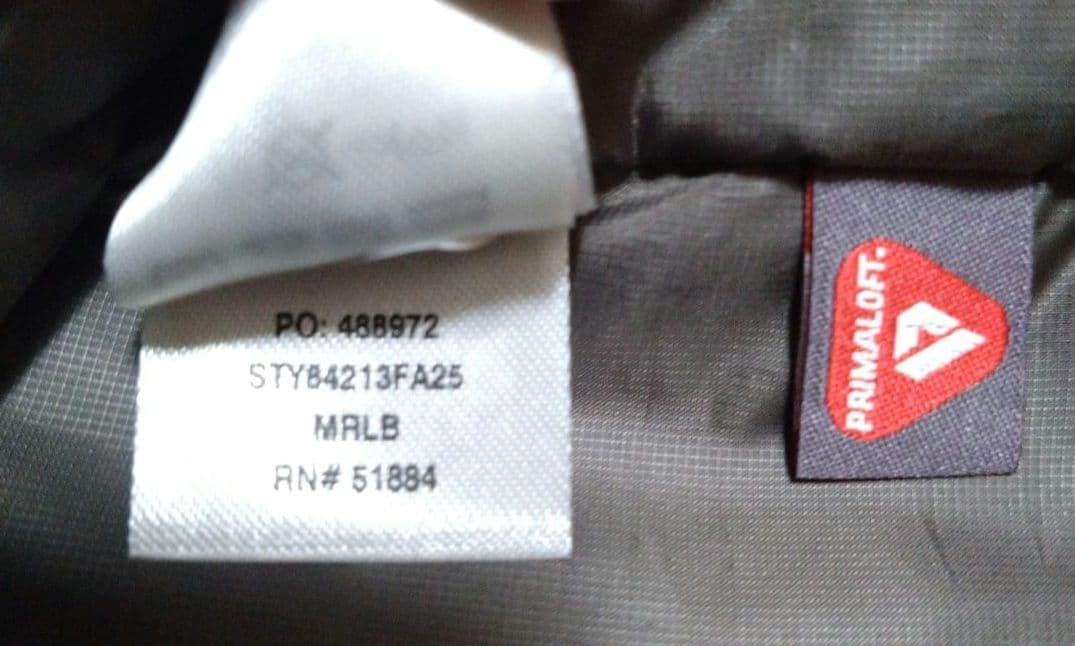 PO: 488972
STY84213FA25
MRLB
RN# 51884
PRIMALOFT.